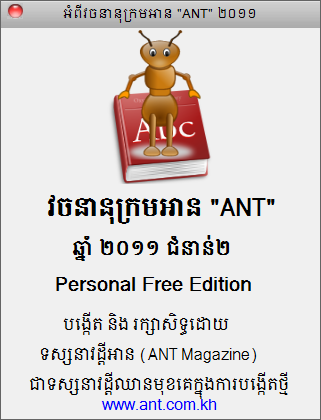 អំពីវចនានុក្រមអាន "ANT" ២០១១
Abc
វចនានុក្រមអាន "ANT"
ឆ្នាំ ២០១១ ជំនាន់២
Personal Free Edition
បង្កើត និង រក្សាសិទ្ធដោយ
ទស្សនាវដ្ដីអាន (ANT Magazine)
ជាទស្សនាវដ្ដីឈានមុខគេក្នុងការបង្កើតថ្មី
www.ant.com.kh